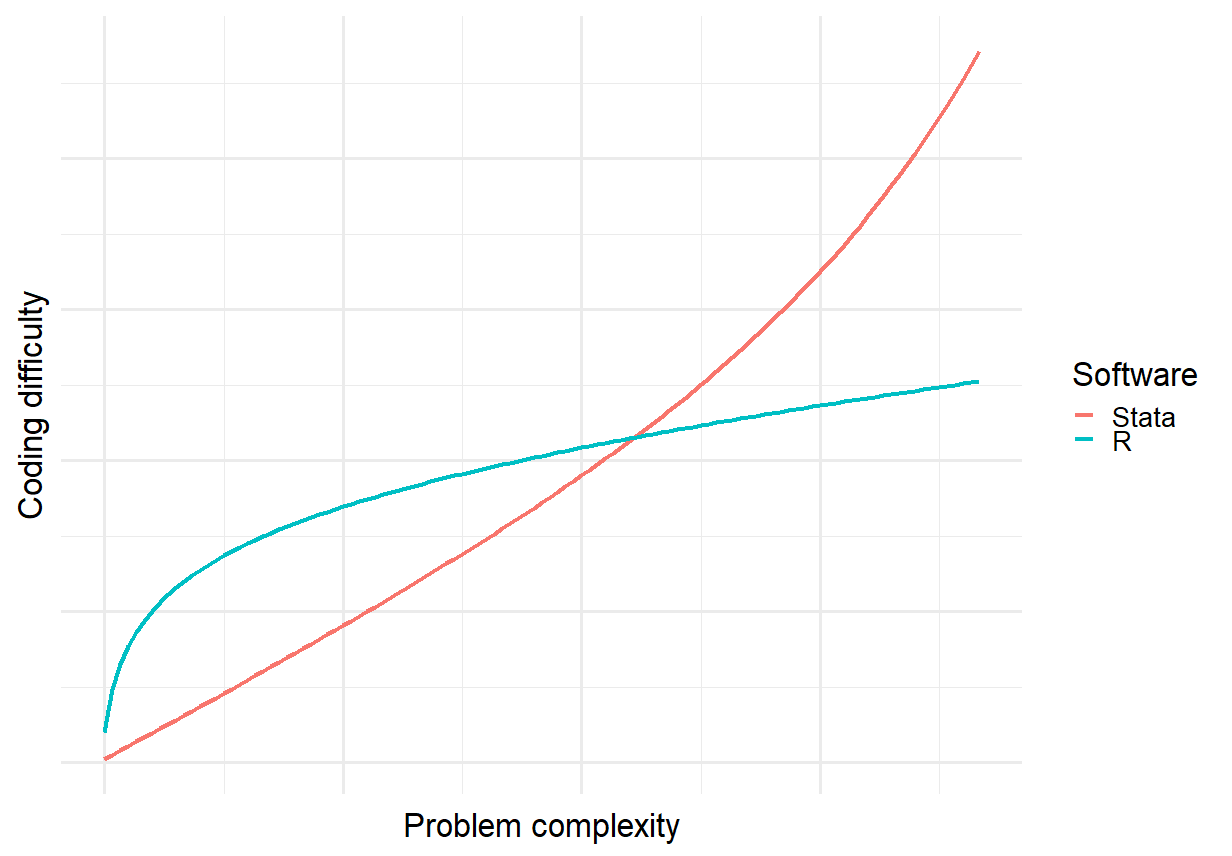 Coding difficulty
Problem complexity
Software
Stata
R